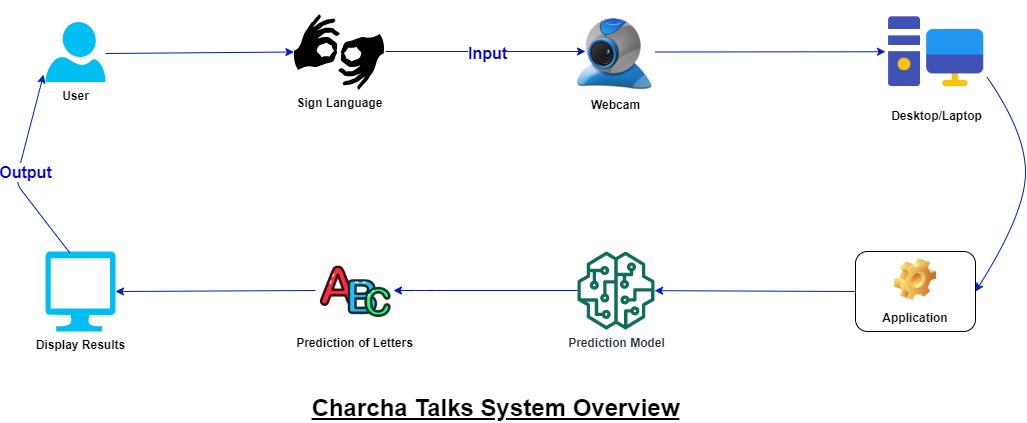 User
Sign Language
Input
Webcam
Desktop/Laptop
Output
Display Results
ABC
Prediction of Letters
Prediction Model
Application
Charcha Talks System Overview